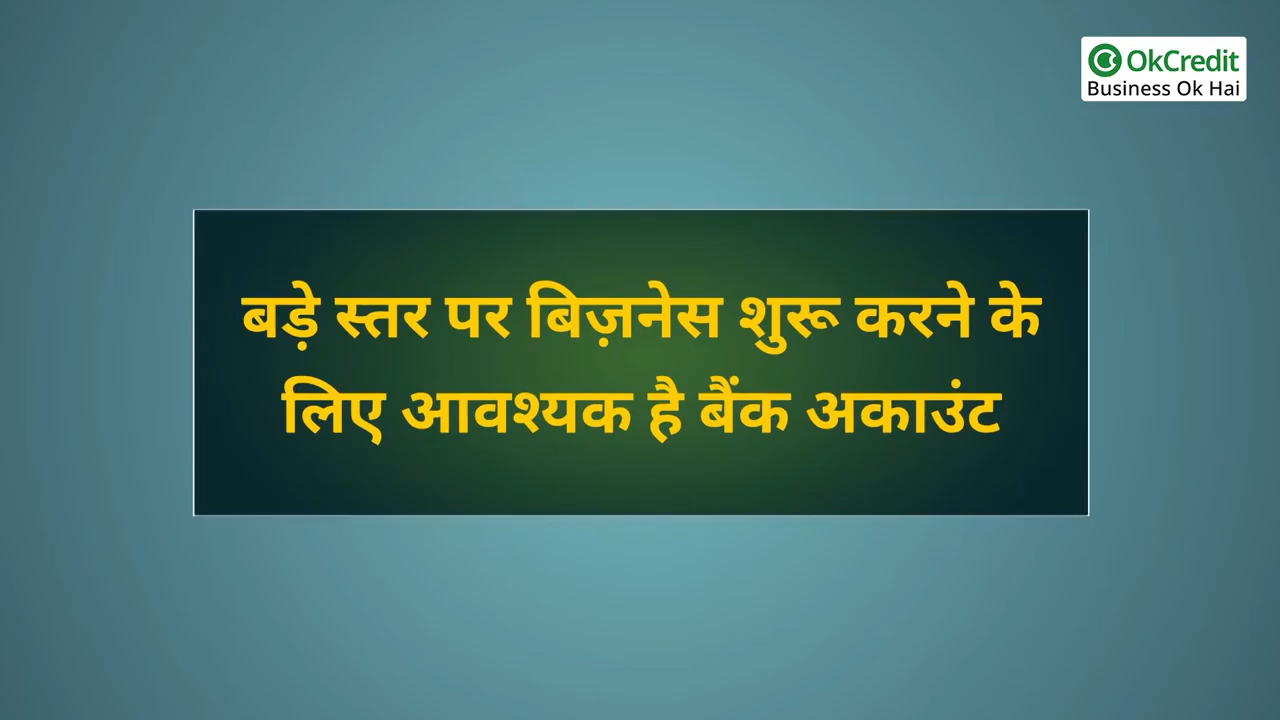 OkCredit
Business Ok Hai
बड़े स्तर पर बिज़नेस शुरू करने के
लिए आवश्यक है बैंक अकाउंट